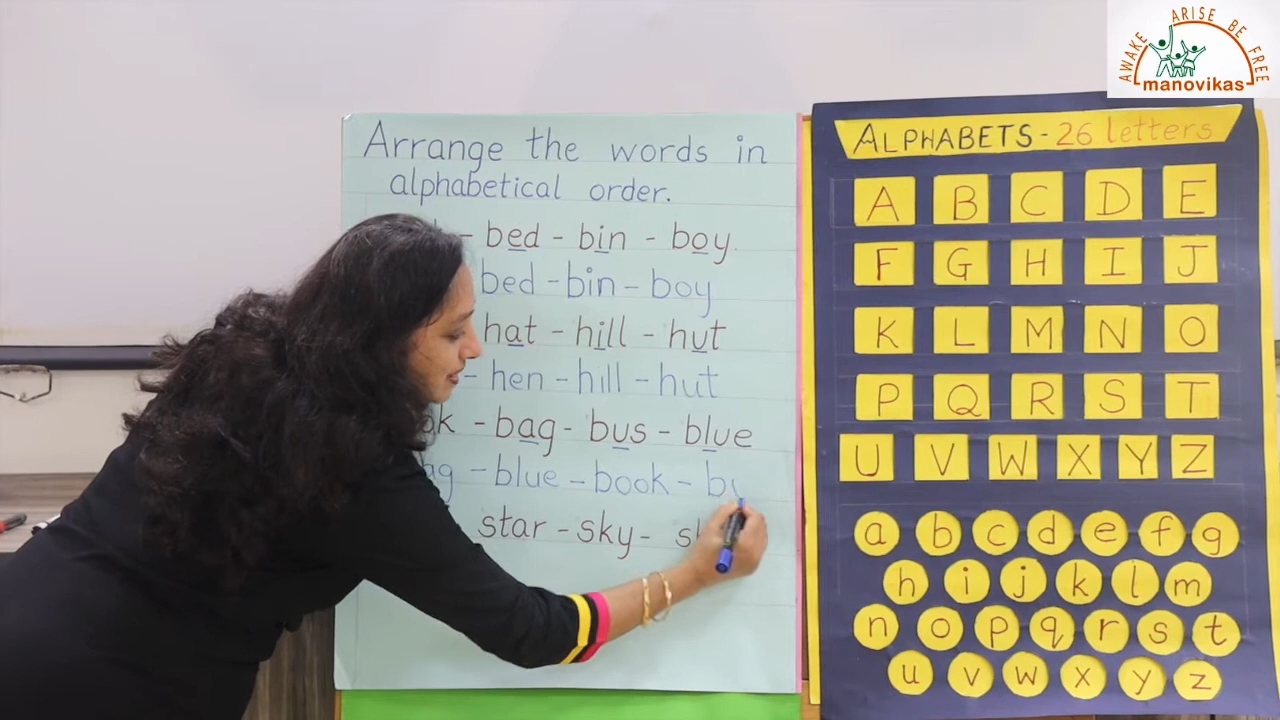 AWAKE ARISE BE FREE
manovikas
Arrange the words in
alphabetical order.
- bed - bin - boy.
bed - bin - boy
hat - hill - hut
- hen - hill - hut
- bag - bus - blue
- blue - book -
star - sky -
ALPHABETS - 26 letters
A B C D E
F G H I J
K L M N O
P Q R S T
U V W X Y Z
a b c d e f g
h i j k l m
n o p q r s t
u v w x y z